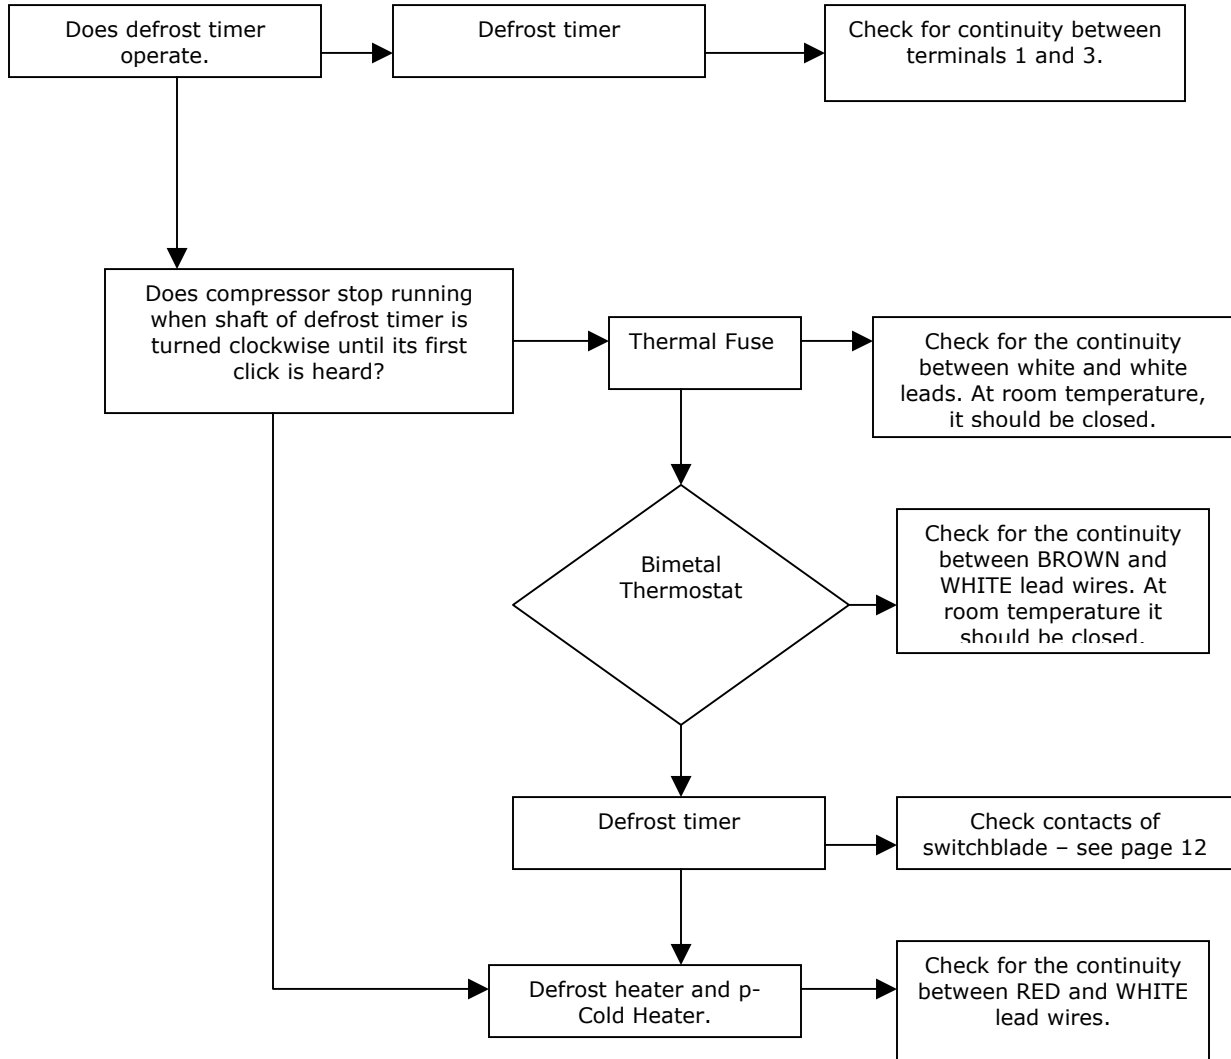 Does defrost timer
operate.
Defrost timer
Check for continuity between
terminals 1 and 3.
Does compressor stop running
when shaft of defrost timer is
turned clockwise until its first
click is heard?
Thermal Fuse
Check for the continuity
between white and white
leads. At room temperature,
it should be closed.
Bimetal
Thermostat
Check for the continuity
between BROWN and
WHITE lead wires. At
room temperature it
should be closed.
Defrost timer
Check contacts of
switchblade – see page 12
Defrost heater and p-
Cold Heater.
Check for the continuity
between RED and WHITE
lead wires.